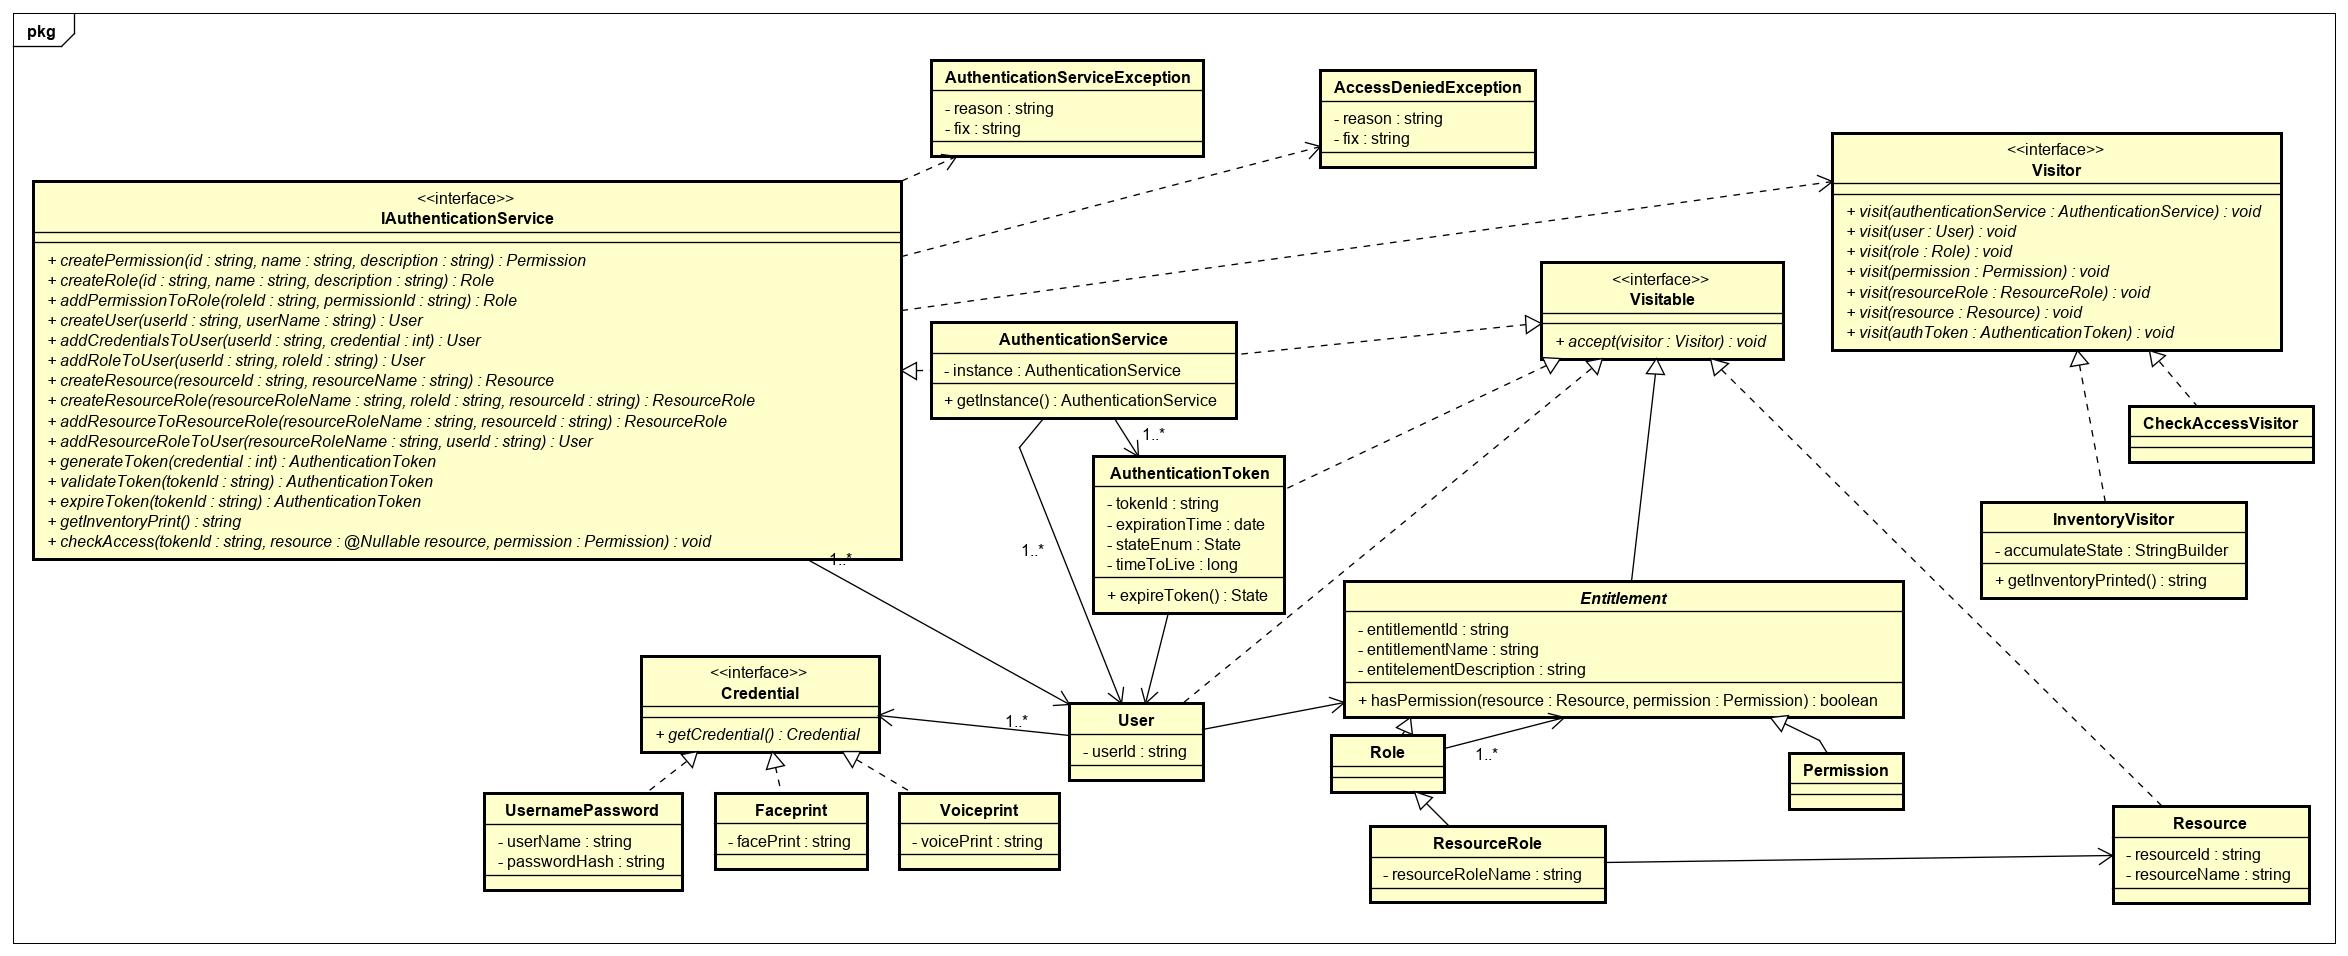 pkg
AuthenticationServiceException
- reason : string
- fix : string
AccessDeniedException
- reason : string
- fix : string
<<interface>>
Visitor
+ visit(authenticationService : AuthenticationService) : void
+ visit(user : User) : void
+ visit(role : Role) : void
+ visit(permission : Permission) : void
+ visit(resourceRole : ResourceRole) : void
+ visit(resource : Resource) : void
+ visit(authToken : AuthenticationToken) : void
<<interface>>
IAuthenticationService
+ createPermission(id : string, name : string, description : string) : Permission
+ createRole(id : string, name : string, description : string) : Role
+ addPermissionToRole(roleId : string, permissionId : string) : Role
+ createUser(userId : string, userName : string) : User
+ addCredentialsToUser(userId : string, credential : int) : User
+ addRoleToUser(userId : string, roleId : string) : User
+ createResource(resourceId : string, resourceName : string) : Resource
+ createResourceRole(resourceRoleName : string, roleId : string, resourceId : string) : ResourceRole
+ addResourceToResourceRole(resourceRoleName : string, resourceId : string) : ResourceRole
+ addResourceRoleToUser(resourceRoleName : string, userId : string) : User
+ generateToken(credential : int) : AuthenticationToken
+ validateToken(tokenId : string) : AuthenticationToken
+ expireToken(tokenId : string) : AuthenticationToken
+ getInventoryPrint() : string
+ checkAccess(tokenId : string, resource : @Nullable resource, permission : Permission) : void
<<interface>>
Visitable
+ accept(visitor : Visitor) : void
AuthenticationService
- instance : AuthenticationService
+ getInstance() : AuthenticationService
1..*
CheckAccessVisitor
AuthenticationToken
- tokenId : string
- expirationTime : date
- stateEnum : State
- timeToLive : long
+ expireToken() : State
1..*
1..*
InventoryVisitor
- accumulateState : StringBuilder
+ getInventoryPrinted() : string
Entitlement
- entitlementId : string
- entitlementName : string
- entitelementDescription : string
+ hasPermission(resource : Resource, permission : Permission) : boolean
<<interface>>
Credential
+ getCredential() : Credential
1..*
User
- userId : string
Role
1..*
Permission
UsernamePassword
- userName : string
- passwordHash : string
Faceprint
- facePrint : string
Voiceprint
- voicePrint : string
ResourceRole
- resourceRoleName : string
Resource
- resourceId : string
- resourceName : string